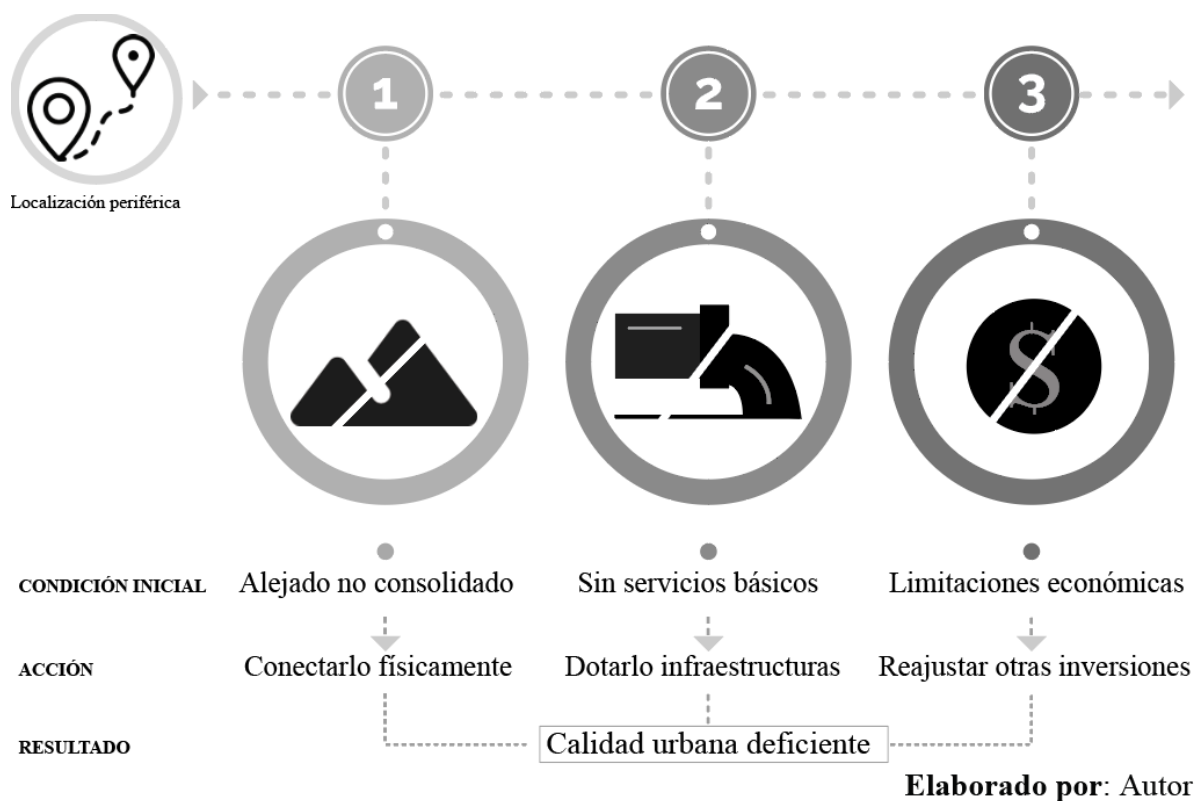 1 2 3
Localización periférica
$
CONDICIÓN INICIAL Alejado no consolidado Sin servicios básicos Limitaciones económicas
ACCIÓN Conectarlo físicamente Dotarlo infraestructuras Reajustar otras inversiones
RESULTADO Calidad urbana deficiente
Elaborado por: Autor